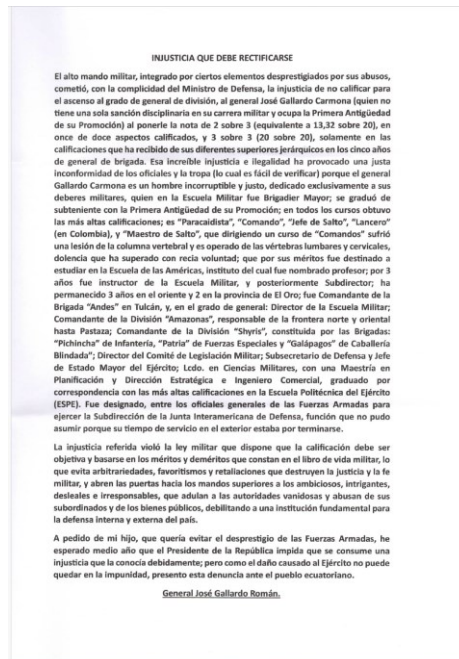 INJUSTICIA QUE DEBE RECTIFICARSE
El alto mando militar, integrado por ciertos elementos desprestigiados por sus abusos,
cometió, con la complicidad del Ministro de Defensa, la injusticia de no calificar para
el ascenso al grado de general de división, al general José Gallardo Carmona (quien no
tiene una sola sanción disciplinaria en su carrera militar y ocupa la Primera Antigüedad
de su Promoción) al ponerle la nota de 2 sobre 3 (equivalente a 13,32 sobre 20), en
once de doce aspectos calificados, y 3 sobre 3 (20 sobre 20), solamente en las
calificaciones que ha recibido de sus diferentes superiores jerárquicos en los cinco años
de general de brigada. Esa increíble injusticia e ilegalidad ha provocado una justa
inconformidad de los oficiales y la tropa (lo cual es fácil de verificar) porque el general
Gallardo Carmona es un hombre incorruptible y justo, dedicado exclusivamente a sus
deberes militares, quien en la Escuela Militar fue Brigadier Mayor; se graduó de
subteniente con la Primera Antigüedad de su Promoción; en todos los cursos obtuvo
las más altas calificaciones; es "Paracaidista", "Comando", "Jefe de Salto", "Lancero"
(en Colombia), y "Maestro de Salto", que dirigiendo un curso de "Comandos" sufrió
una lesión de la columna vertebral y es operado de las vértebras lumbares y cervicales,
dolencia que ha superado con recia voluntad; que por sus méritos fue destinado a
estudiar en la Escuela de las Américas, instituto del cual fue nombrado profesor; por 3
años fue instructor de la Escuela Militar, y posteriormente Subdirector; ha
permanecido 3 años en el oriente y 2 en la provincia de El Oro; fue Comandante de la
Brigada "Andes" en Tulcán, y, en el grado de general: Director de la Escuela Militar;
Comandante de la División "Amazonas", responsable de la frontera norte y oriental
hasta Pastaza; Comandante de la División "Shyris", constituida por las Brigadas:
"Pichincha" de Infantería, "Patria" de Fuerzas Especiales y "Galápagos" de Caballería
Blindada"; Director del Comité de Legislación Militar; Subsecretario de Defensa y Jefe
de Estado Mayor del Ejército; Lcdo. en Ciencias Militares, con una Maestría en
Planificación y Dirección Estratégica e Ingeniero Comercial, graduado por
correspondencia con las más altas calificaciones en la Escuela Politécnica del Ejército
(ESPE). Fue designado, entre los oficiales generales de las Fuerzas Armadas para
ejercer la Subdirección de la Junta Interamericana de Defensa, función que no pudo
asumir porque su tiempo de servicio en el exterior estaba por terminarse.
La injusticia referida violó la ley militar que dispone que la calificación debe ser
objetiva y basarse en los méritos y deméritos que constan en el libro de vida militar, lo
que evita arbitrariedades, favoritismos y retaliaciones que destruyen la justicia y la fe
militar, y abren las puertas hacia los mandos superiores a los ambiciosos, intrigantes,
desleales e irresponsables, que adulan a las autoridades vanidosas y abusan de sus
subordinados y de los bienes públicos, debilitando a una institución fundamental para
la defensa interna y externa del país.
A pedido de mi hijo, que quería evitar el desprestigio de las Fuerzas Armadas, he
esperado medio año que el Presidente de la República impida que se consume una
injusticia que la conocía debidamente; pero como el daño causado al Ejército no puede
quedar en la impunidad, presento esta denuncia ante el pueblo ecuatoriano.
General José Gallardo Román.